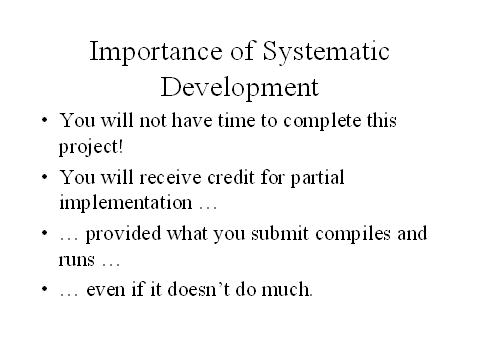 Importance of Systematic
Development
• You will not have time to complete this
project!
• You will receive credit for partial
implementation …
• … provided what you submit compiles and
runs …
• … even if it doesn’t do much.